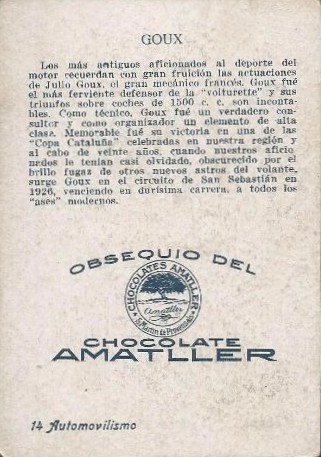 GOUX
Los más antiguos aficionados al deporte del
motor recuerdan con gran fruición las actuaciones
de Julio Goux, el gran mecánico francés. Goux fué
el más ferviente defensor de la "voiturette" y sus
triunfos sobre coches de 1500 c. c. son inconta-
bles. Como técnico, Goux fué un verdadero con-
sultor y como organizador un elemento de alta
clase. Memorable fué su victoria en una de las
"Copa Cataluña" celebradas en nuestra región y
al cabo de veinte años, cuando nuestros aficio
nados lo tenían casi olvidado, obscurecido por el
brillo fugaz de otros nuevos astros del volante,
surge Goux en el circuito de San Sebastián en
1926, venciendo en durísima carrera, a todos los
"ases" modernos.
OBSEQUIO DEL
CHOCOLATES AMATLLER
Amatller
S. Martín de Provensals
CHOCOLATE
AMATLLER
14 Automovilismo